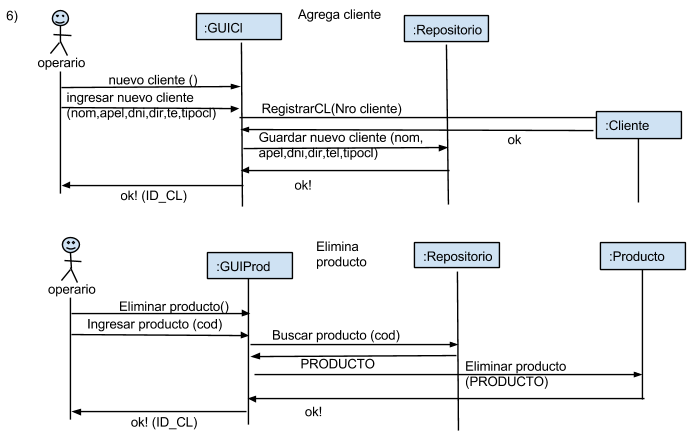 6)
Agrega cliente
:GUICl
:Repositorio
operario
nuevo cliente ()
ingresar nuevo cliente
(nom,apel,dni,dir,te,tipocl)
RegistrarCL(Nro cliente)
:Cliente
ok
Guardar nuevo cliente (nom,
apel,dni,dir,tel,tipocl)
ok!
ok! (ID_CL)
Elimina
producto
:GUIProd
:Repositorio
:Producto
operario
Eliminar producto()
Ingresar producto (cod)
Buscar producto (cod)
PRODUCTO
Eliminar producto
(PRODUCTO)
ok!
ok! (ID_CL)